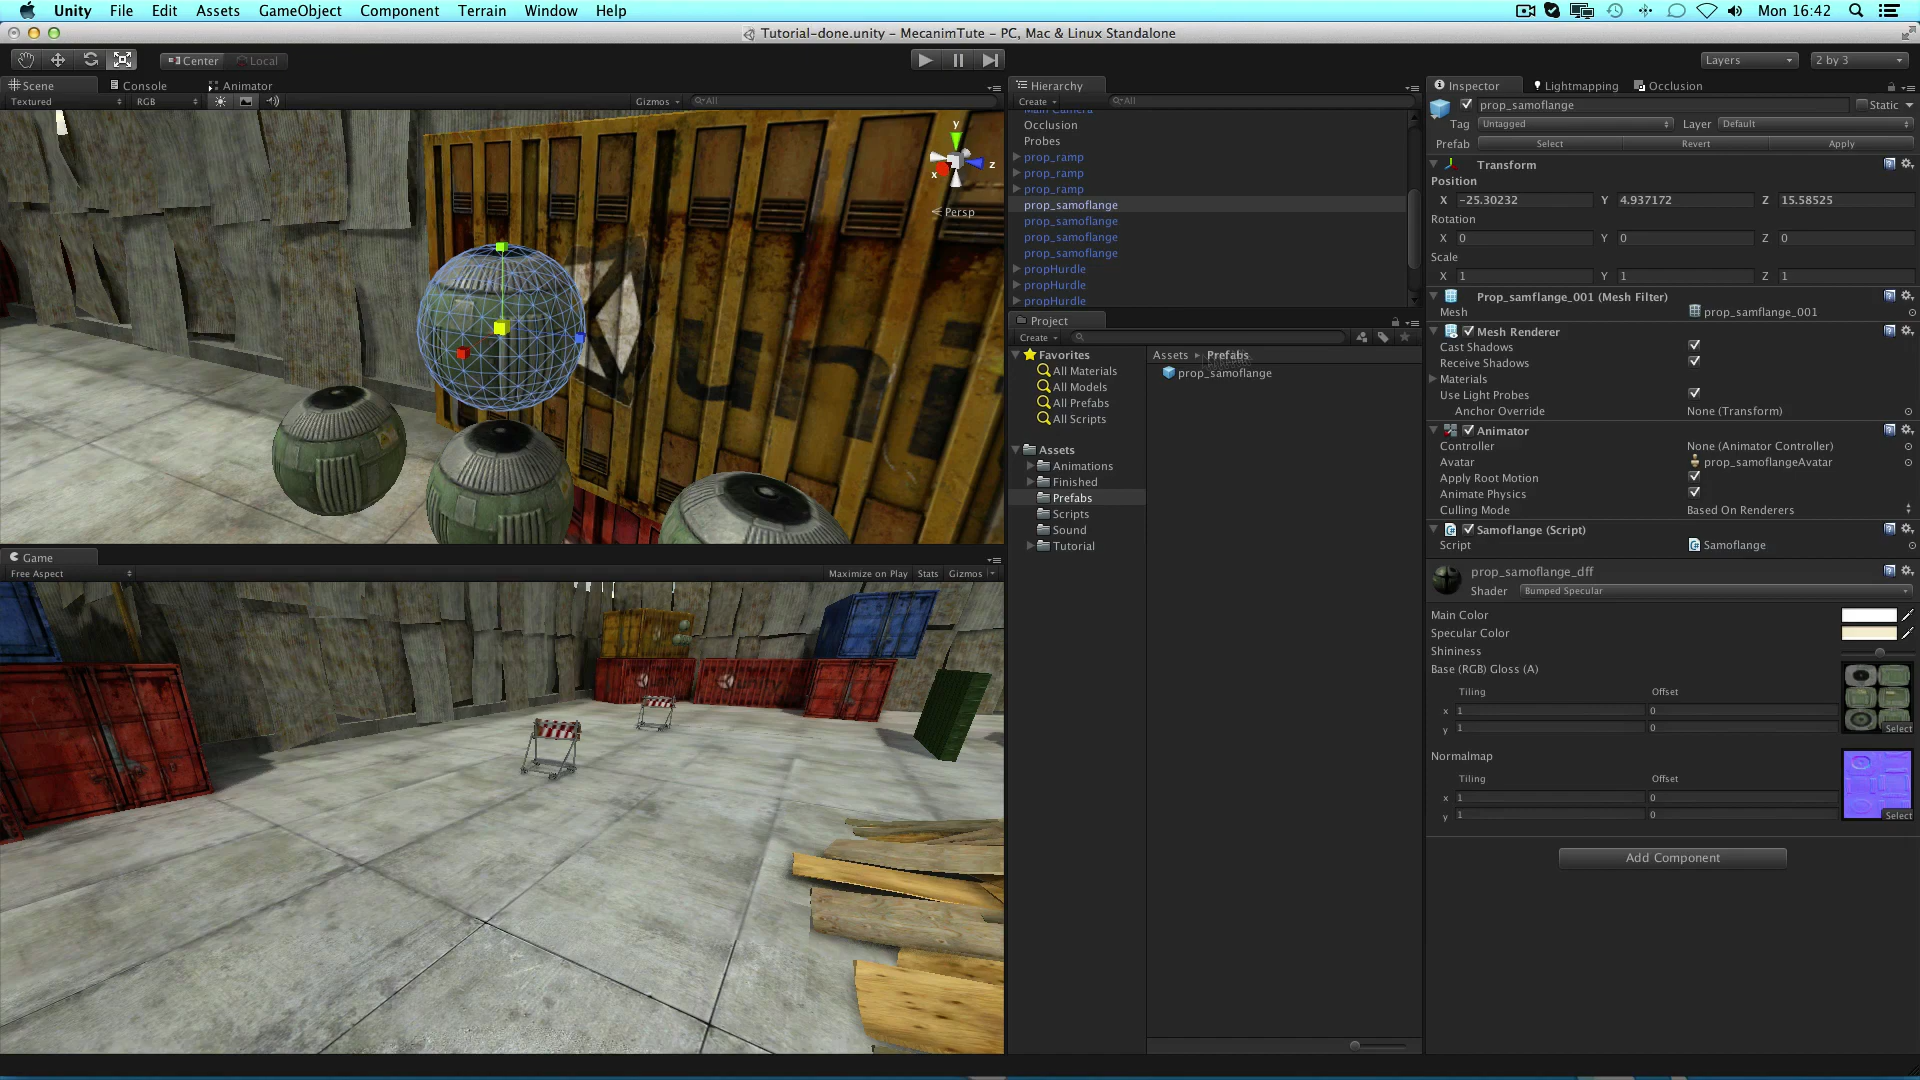 Unity File Edit Assets GameObject Component Terrain Window Help Mon 16:42
Tutorial-done.unity - MecanimTute - PC, Mac & Linux Standalone
Center Local Layers 2 by 3
Scene Console Animator
Textured RGB Gizmos All
y
z
x
Persp
unit
Game
Free Aspect Maximize on Play Stats Gizmos
Hierarchy
Create All
Main Camera
Occlusion
Probes
prop_ramp
prop_ramp
prop_ramp
prop_samoflange
prop_samoflange
prop_samoflange
prop_samoflange
propHurdle
propHurdle
propHurdle
Project
Create
Favorites
All Materials
All Models
All Prefabs
All Scripts
Assets
Animations
Finished
Prefabs
Scripts
Sound
Tutorial
Assets Prefabs
prop_samoflange
Inspector Lightmapping Occlusion
prop_samoflange Static
Tag Untagged Layer Default
Prefab Select Revert Apply
Transform
Position
X -25.30232 Y 4.937172 Z 15.58525
Rotation
X 0 Y 0 Z 0
Scale
X 1 Y 1 Z 1
Prop_samflange_001 (Mesh Filter)
Mesh prop_samflange_001
Mesh Renderer
Cast Shadows
Receive Shadows
Materials
Use Light Probes
Anchor Override None (Transform)
Animator
Controller None (Animator Controller)
Avatar prop_samoflangeAvatar
Apply Root Motion
Animate Physics
Culling Mode Based On Renderers
Samoflange (Script)
Script Samoflange
prop_samoflange_dff
Shader Bumped Specular
Main Color
Specular Color
Shininess
Base (RGB) Gloss (A)
Tiling Offset
x 1 0
y 1 0
Select
Normalmap
Tiling Offset
x 1 0
y 1 0
Select
Add Component